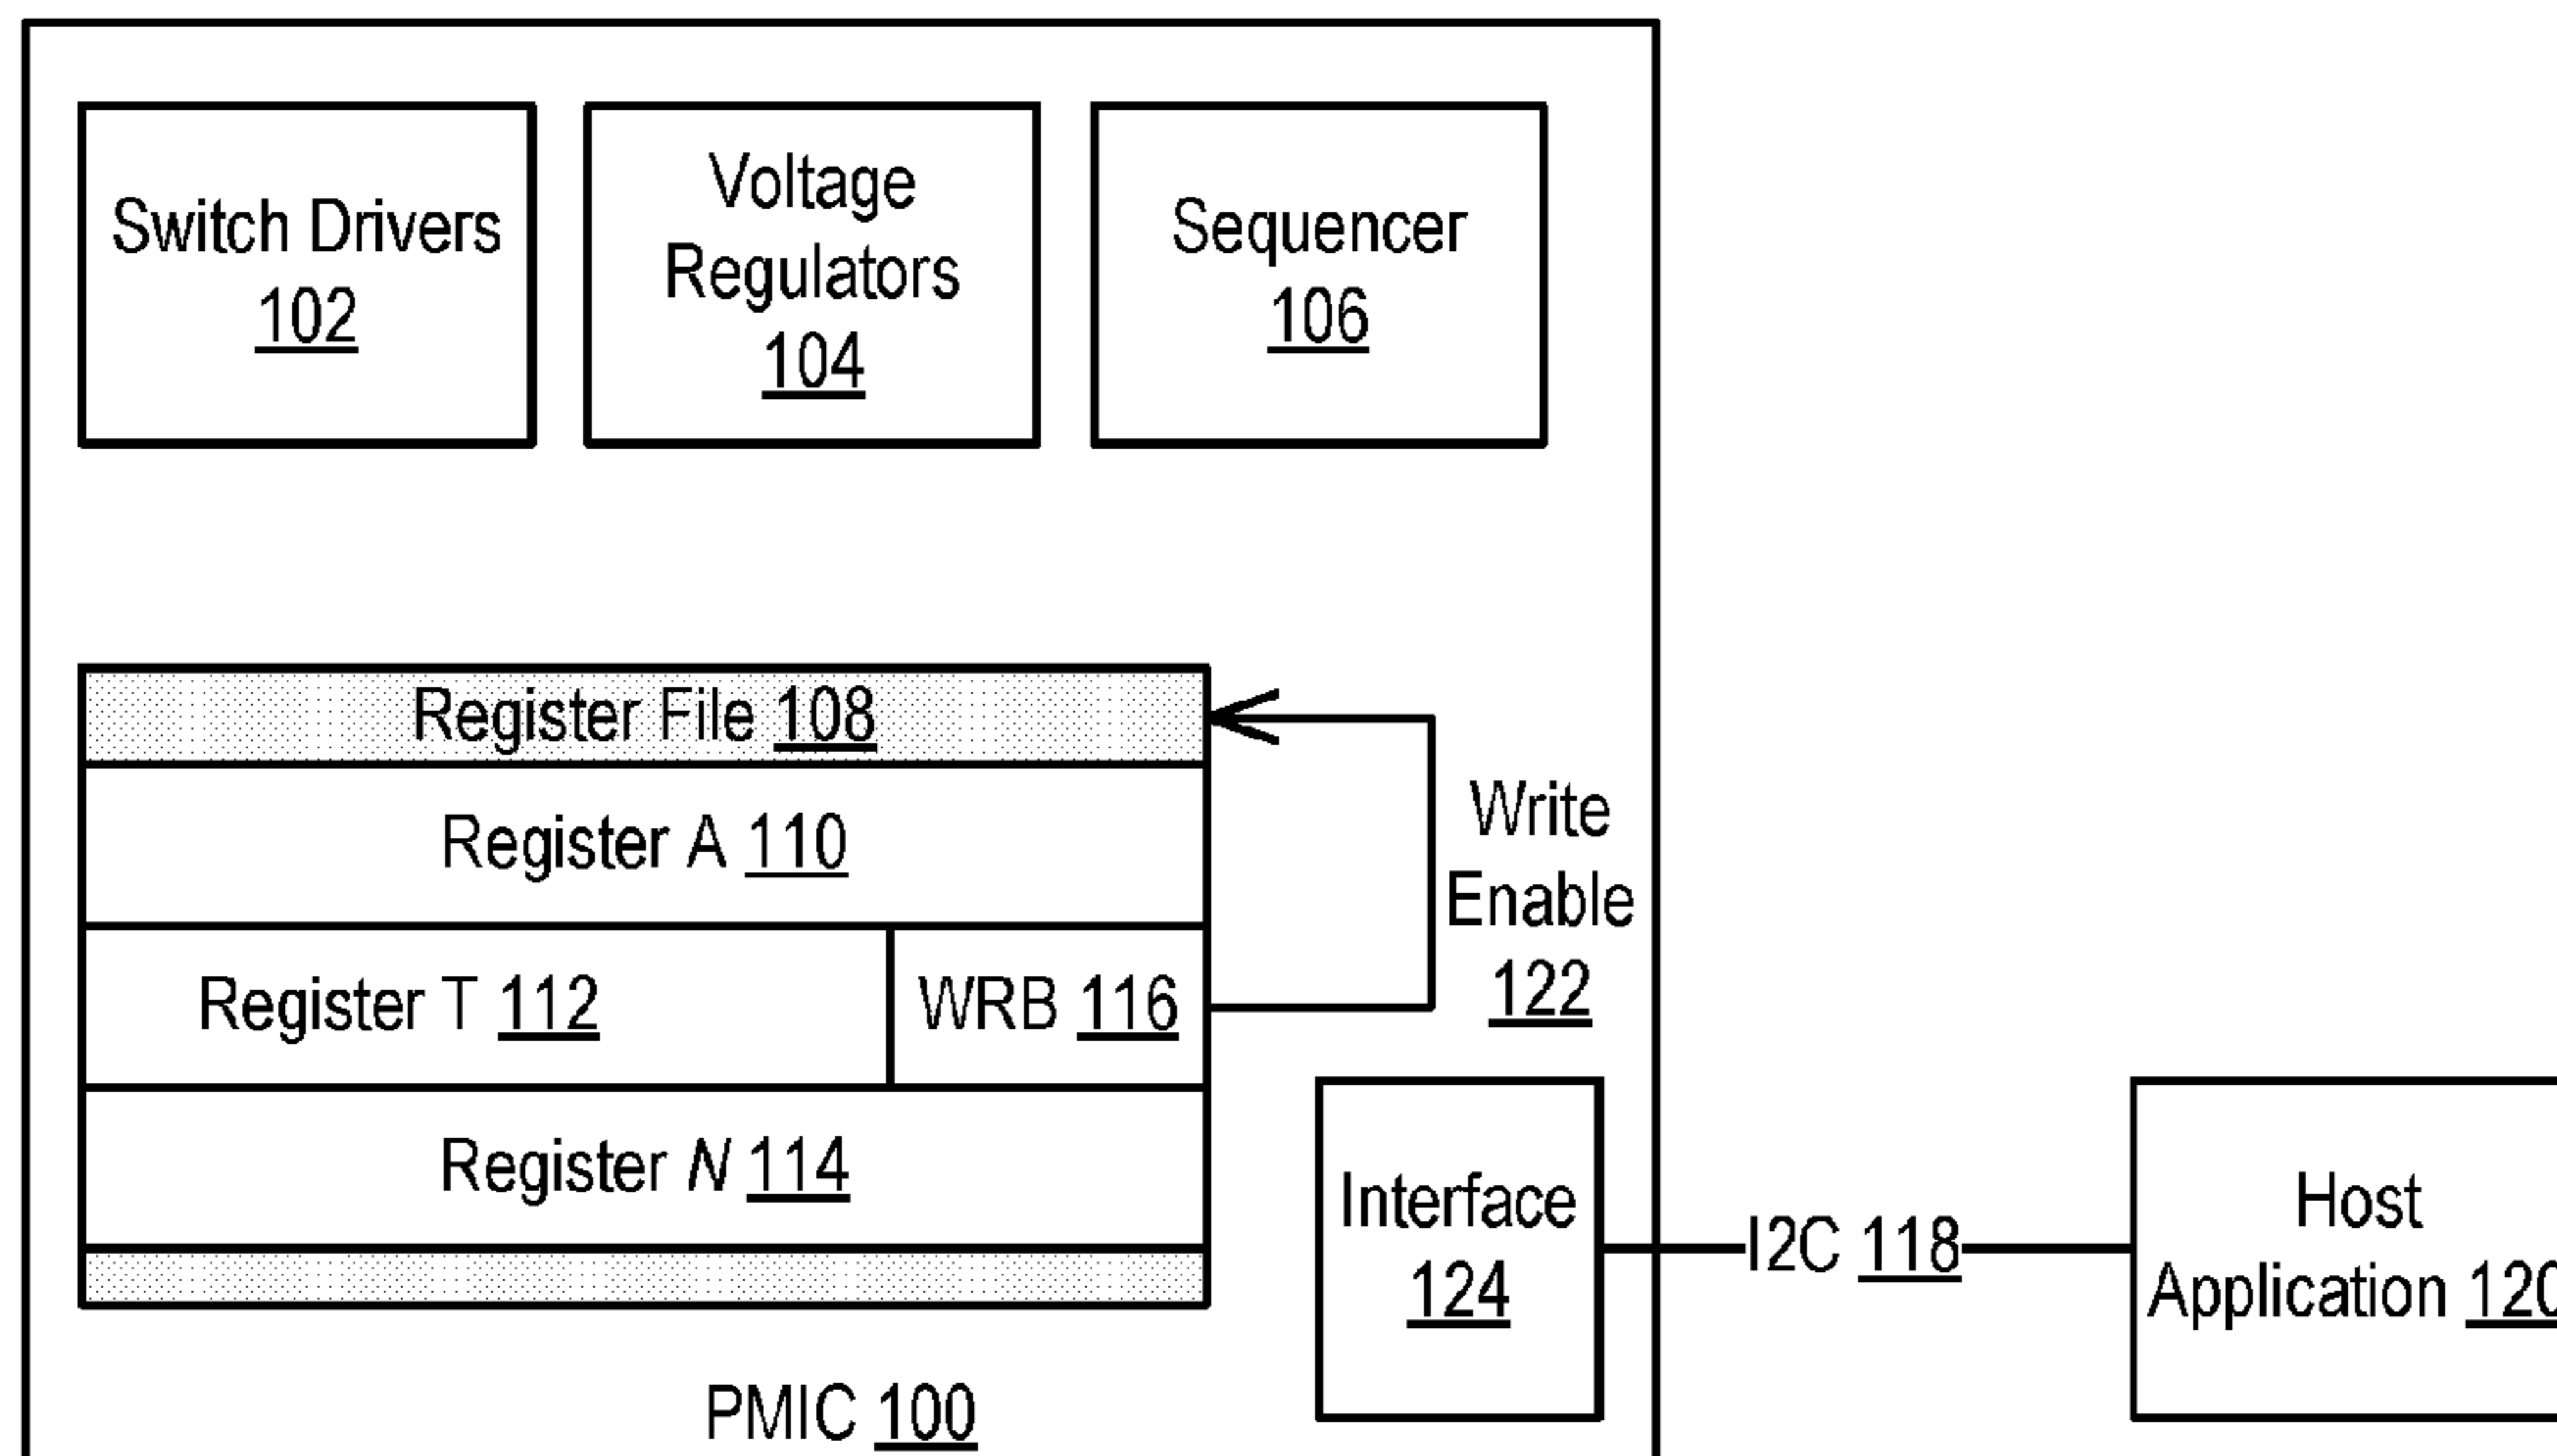 Switch Drivers
102
Voltage
Regulators
104
Sequencer
106
Register File 108
Register A 110
Register T 112
WRB 116
Register N 114
Write
Enable
122
Interface
124
I2C 118
Host
Application 120
PMIC 100